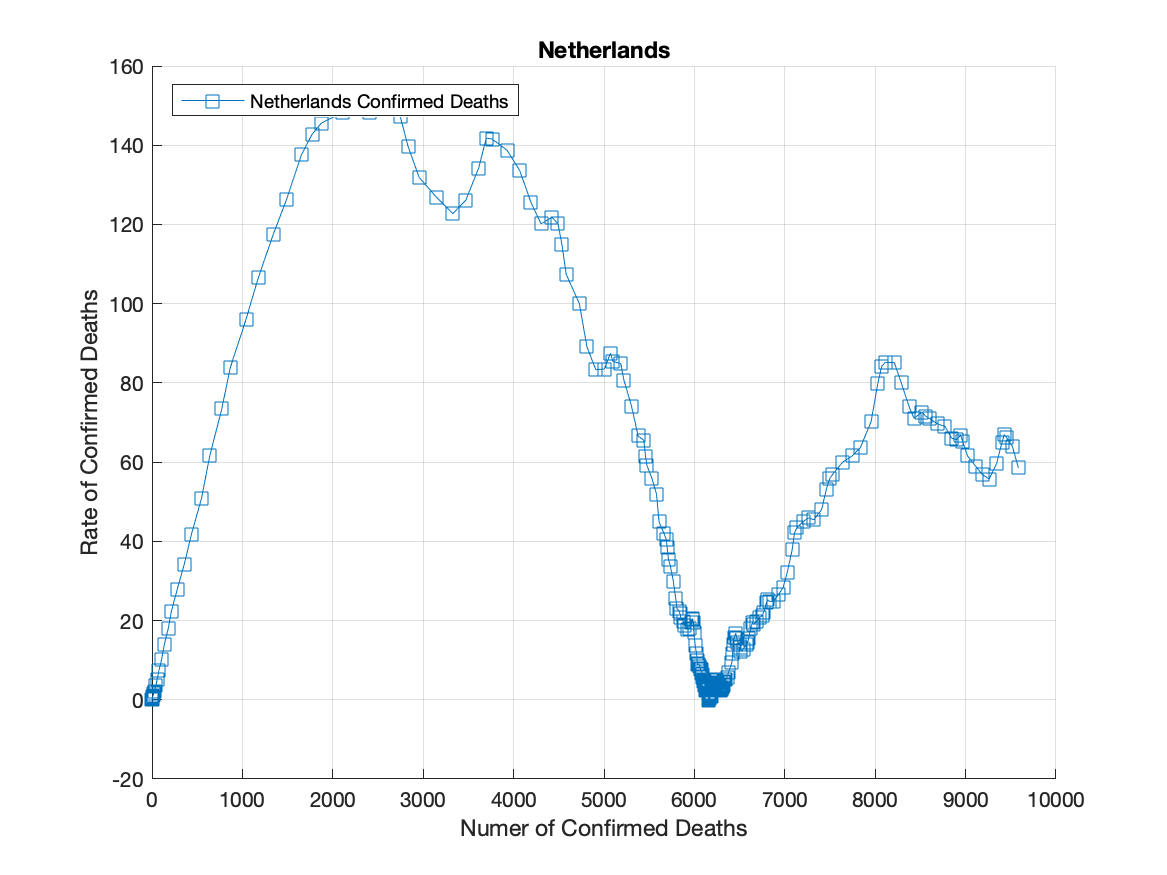 Netherlands
160
Netherlands Confirmed Deaths
140
120
100
80
60
40
20
0
-20
Rate of Confirmed Deaths
0 1000 2000 3000 4000 5000 6000 7000 8000 9000 10000
Numer of Confirmed Deaths